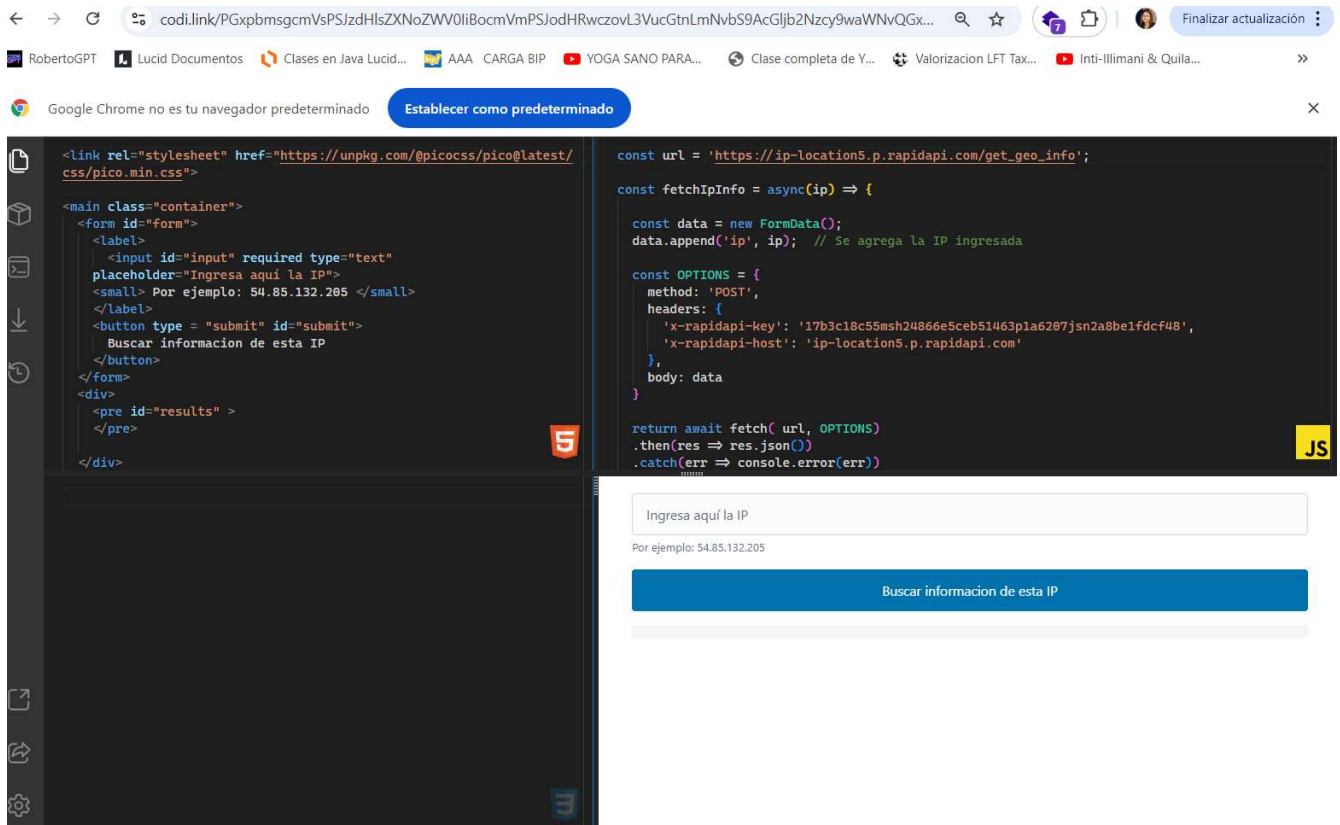 codi.link/PGxpbmsgcmVsPSJzdHlsZXNoZWV0IiBocmVmPSJodHRwczovL3VucGtnLmNvbS9AcGljb2Nzcy9waWNvQGx...
7
Finalizar actualización
RobertoGPT
Lucid Documentos
Clases en Java Lucid...
AAA CARGA BIP
YOGA SANO PARA...
Clase completa de Y...
Valorizacion LFT Tax...
Inti-Illimani & Quila...
»
Google Chrome no es tu navegador predeterminado
Establecer como predeterminado
<link rel="stylesheet" href="https://unpkg.com/@picocss/pico@latest/
css/pico.min.css">
<main class="container">
<form id="form">
<label>
<input id="input" required type="text"
placeholder="Ingresa aquí la IP">
<small> Por ejemplo: 54.85.132.205 </small>
</label>
<button type = "submit" id="submit">
Buscar informacion de esta IP
</button>
</form>
<div>
<pre id="results" >
</pre>
</div>
5
const url = 'https://ip-location5.p.rapidapi.com/get_geo_info';
const fetchIpInfo = async(ip) ⇒ {
const data = new FormData();
data.append('ip', ip); // Se agrega la IP ingresada
const OPTIONS = {
method: 'POST',
headers: {
'x-rapidapi-key': '17b3c18c55msh24866e5ceb51463p1a6207jsn2a8be1fdcf48',
'x-rapidapi-host': 'ip-location5.p.rapidapi.com'
},
body: data
}
return await fetch( url, OPTIONS)
.then(res ⇒ res.json())
.catch(err ⇒ console.error(err))
JS
3
Ingresa aquí la IP
Por ejemplo: 54.85.132.205
Buscar informacion de esta IP